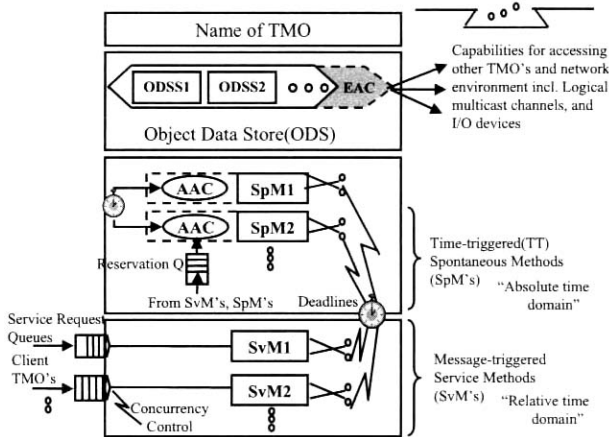 Name of TMO
ODSS1
ODSS2
EAC
Object Data Store(ODS)
Capabilities for accessing
other TMO's and network
environment incl. Logical
multicast channels, and
I/O devices
AAC
SpM1
AAC
SpM2
Reservation Q
From SvM's, SpM's
Deadlines
Time-triggered(TT)
Spontaneous Methods
(SpM's)
"Absolute time
domain"
Service Request
Queues
Client
TMO's
SvM1
SvM2
Concurrency
Control
Message-triggered
Service Methods
(SvM's)
"Relative time
domain"